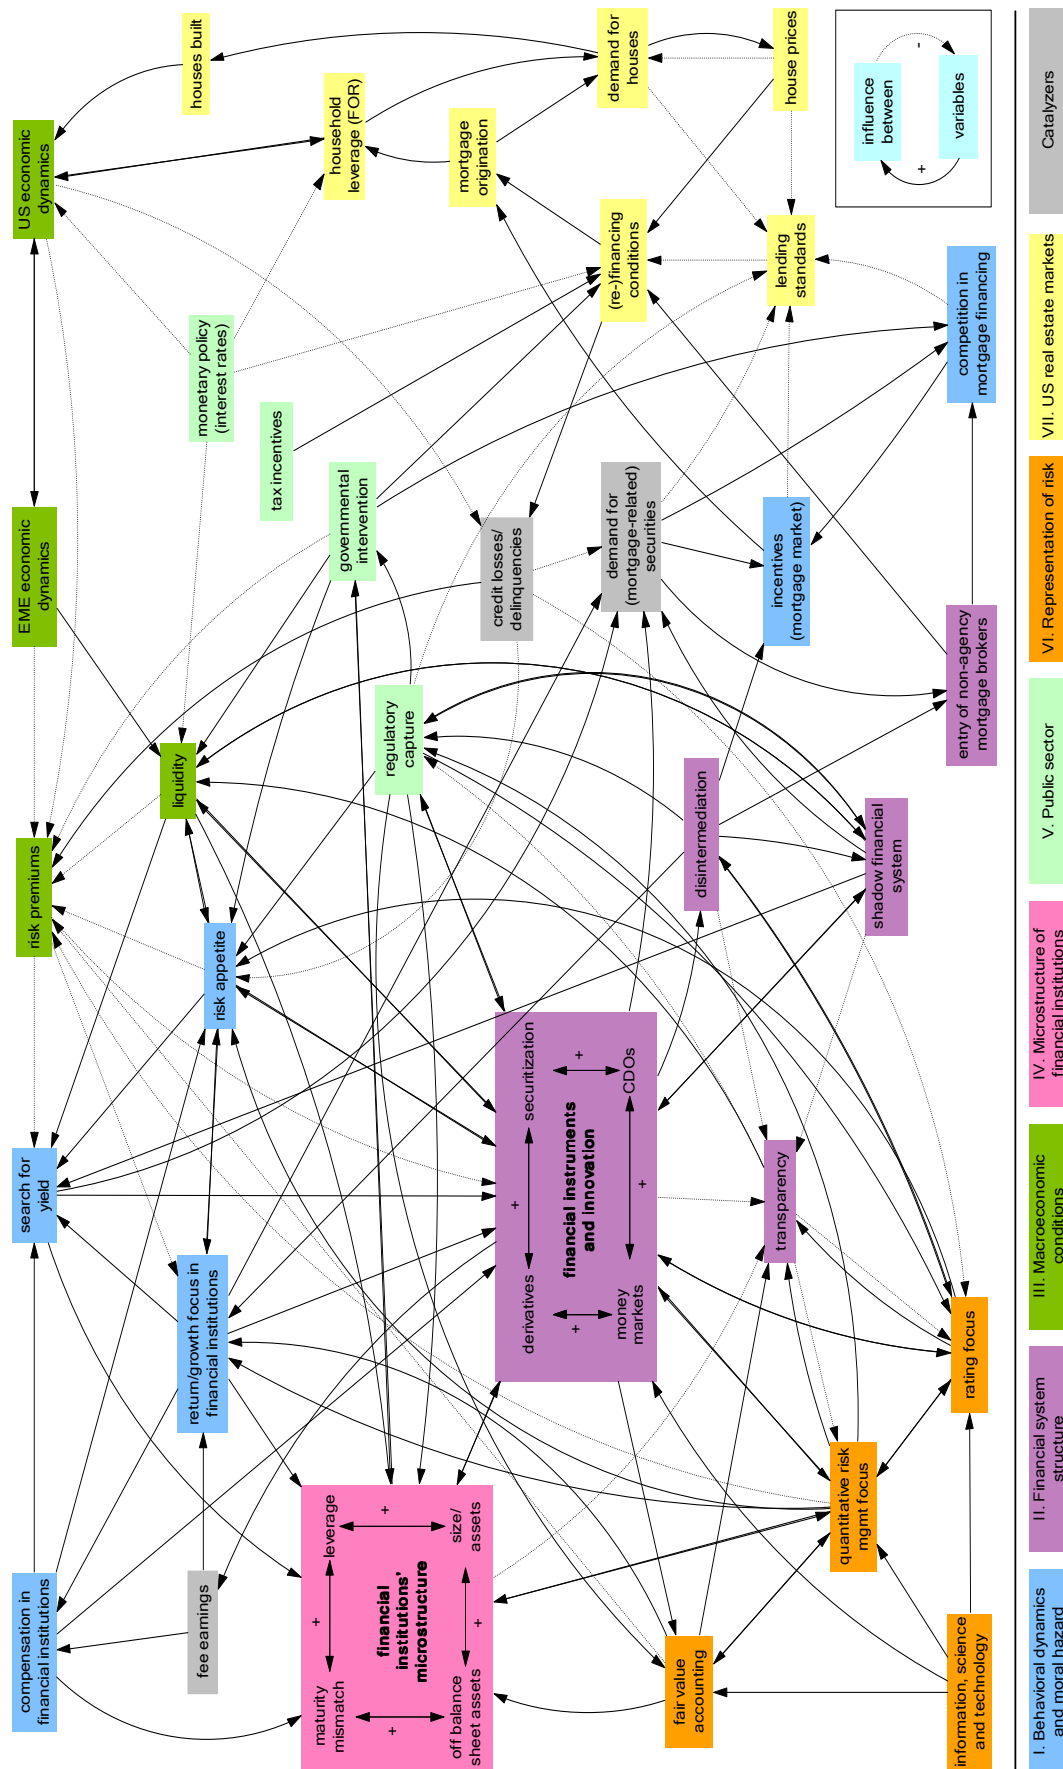 compensation in
financial institutions
search for
yield
risk premiums
EME economic
dynamics
US economic
dynamics
houses built
fee earnings
return/growth focus in
financial institutions
risk appetite
liquidity
monetary policy
(interest rates)
tax incentives
household
leverage (FOR)
maturity
mismatch
+
leverage
+
financial
institutions'
microstructure
+
off balance
sheet assets
+
size/
assets
regulatory
capture
governmental
intervention
mortgage
origination
derivatives
+
securitization
+
financial instruments
and innovation
+
money
markets
+
CDOs
credit losses/
delinquencies
demand for
(mortgage-related)
securities
(re-)financing
conditions
demand for
houses
fair value
accounting
disintermediation
transparency
incentives
(mortgage market)
lending
standards
house prices
quantitative risk
mgmt focus
shadow financial
system
information, science
and technology
rating focus
entry of non-agency
mortgage brokers
competition in
mortgage financing
influence
between
+
-
variables
I. Behavioral dynamics
and moral hazard
II. Financial system
structure
III. Macroeconomic
conditions
IV. Microstructure of
financial institutions
V. Public sector
VI. Representation of risk
VII. US real estate markets
Catalyzers